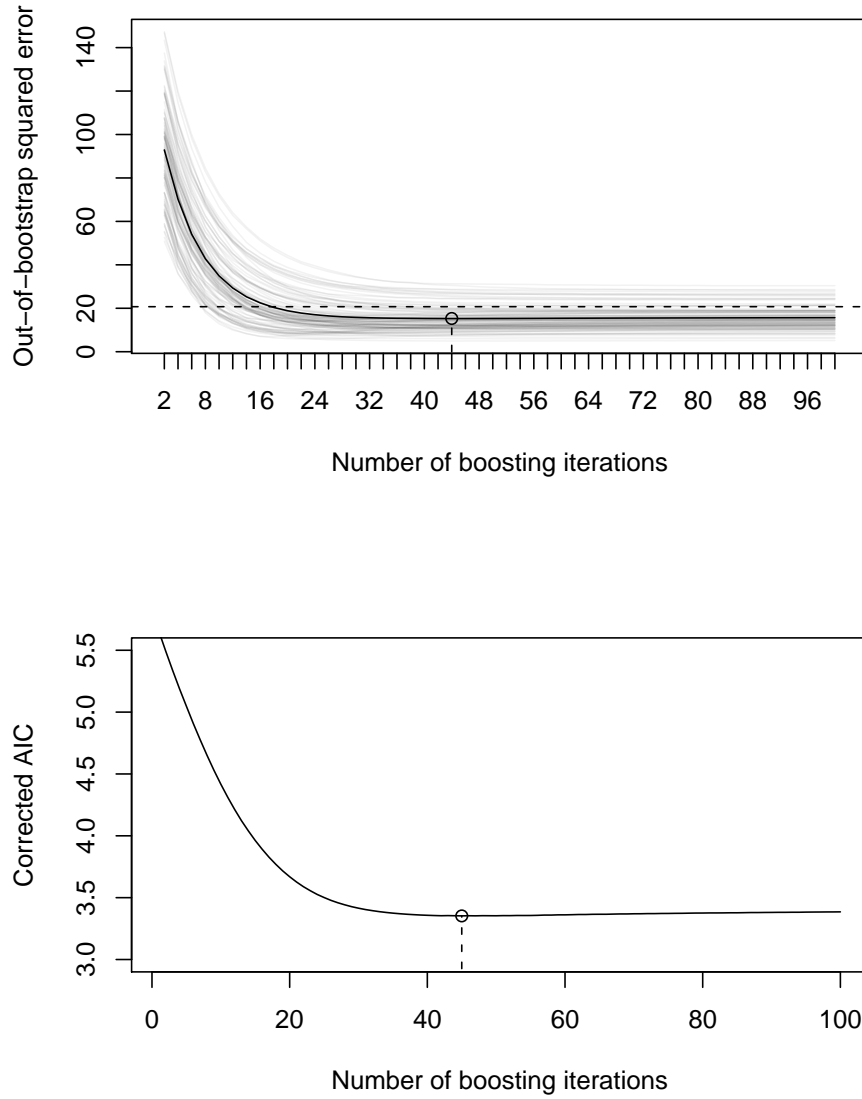 Out−of−bootstrap squared error
140
100
60
20
0
2 8 16 24 32 40 48 56 64 72 80 88 96
Number of boosting iterations
Corrected AIC
5.5
5.0
4.5
4.0
3.5
3.0
0 20 40 60 80 100
Number of boosting iterations